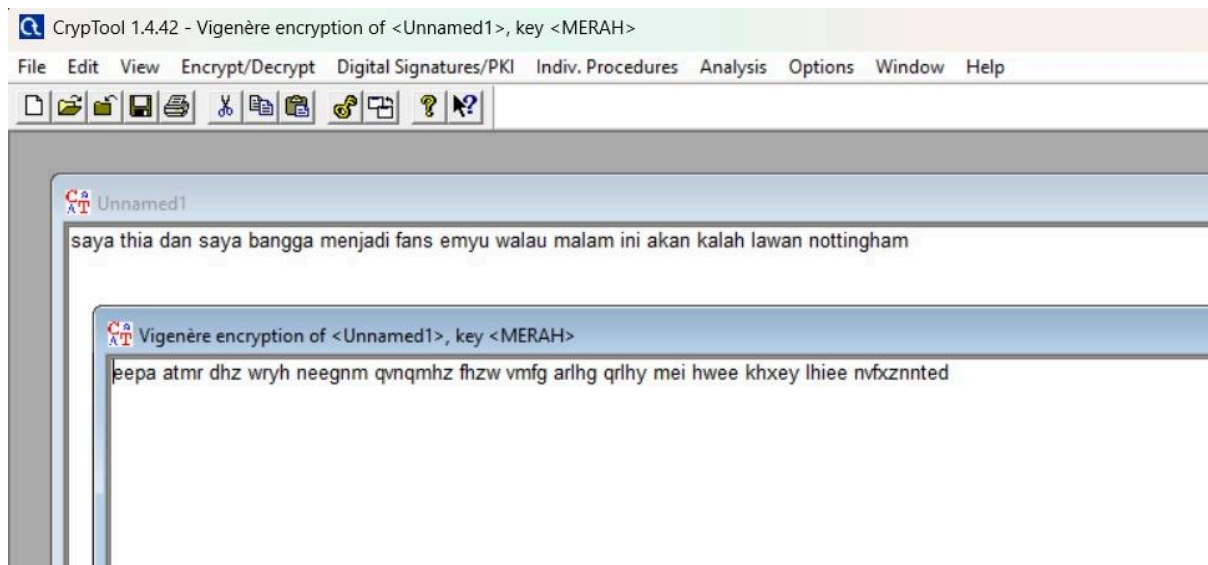 CrypTool 1.4.42 - Vigenère encryption of <Unnamed1>, key <MERAH>
File Edit View Encrypt/Decrypt Digital Signatures/PKI Indiv. Procedures Analysis Options Window Help
Unnamed1
saya thia dan saya bangga menjadi fans emyu walau malam ini akan kalah lawan nottingham
Vigenère encryption of <Unnamed1>, key <MERAH>
eepa atmr dhz wryh neegnm qvnqmhz fhzw vmfg arlhg qrlhy mei hwee khxey lhiee nvfxznnted